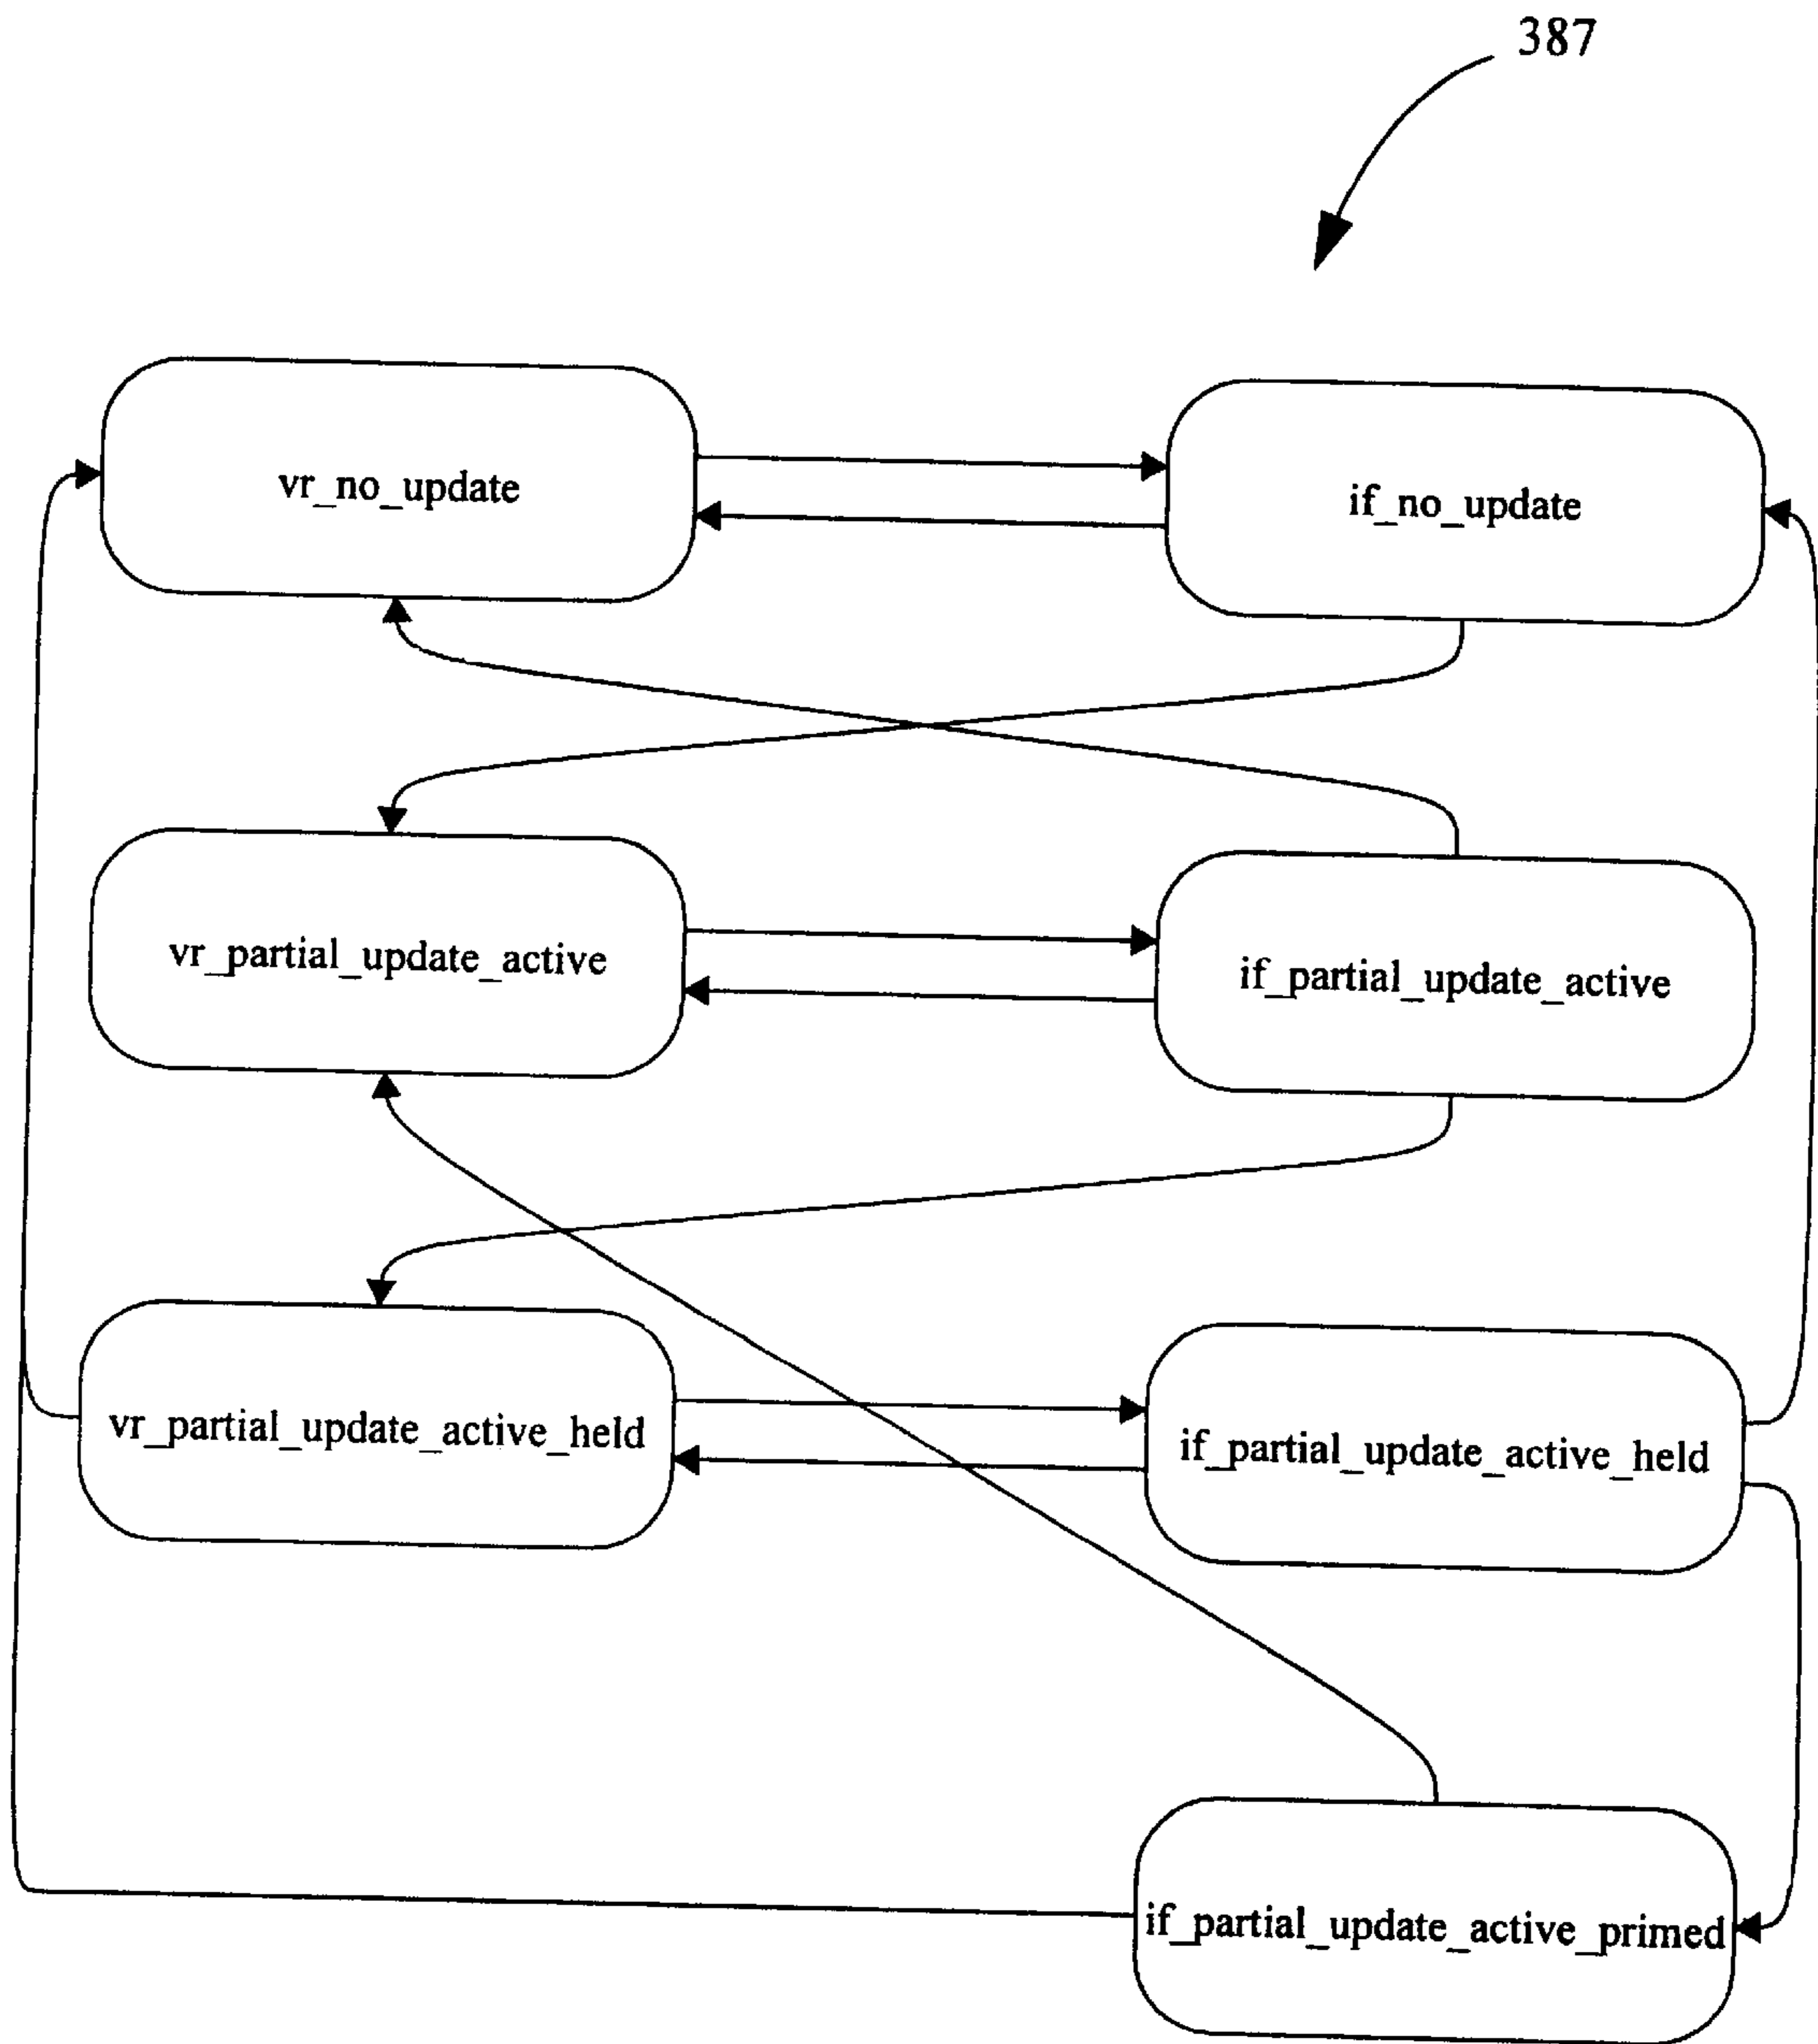 387
vr_no_update
if_no_update
vr_partial_update_active
if_partial_update_active
vr_partial_update_active_held
if_partial_update_active_held
if_partial_update_active_primed